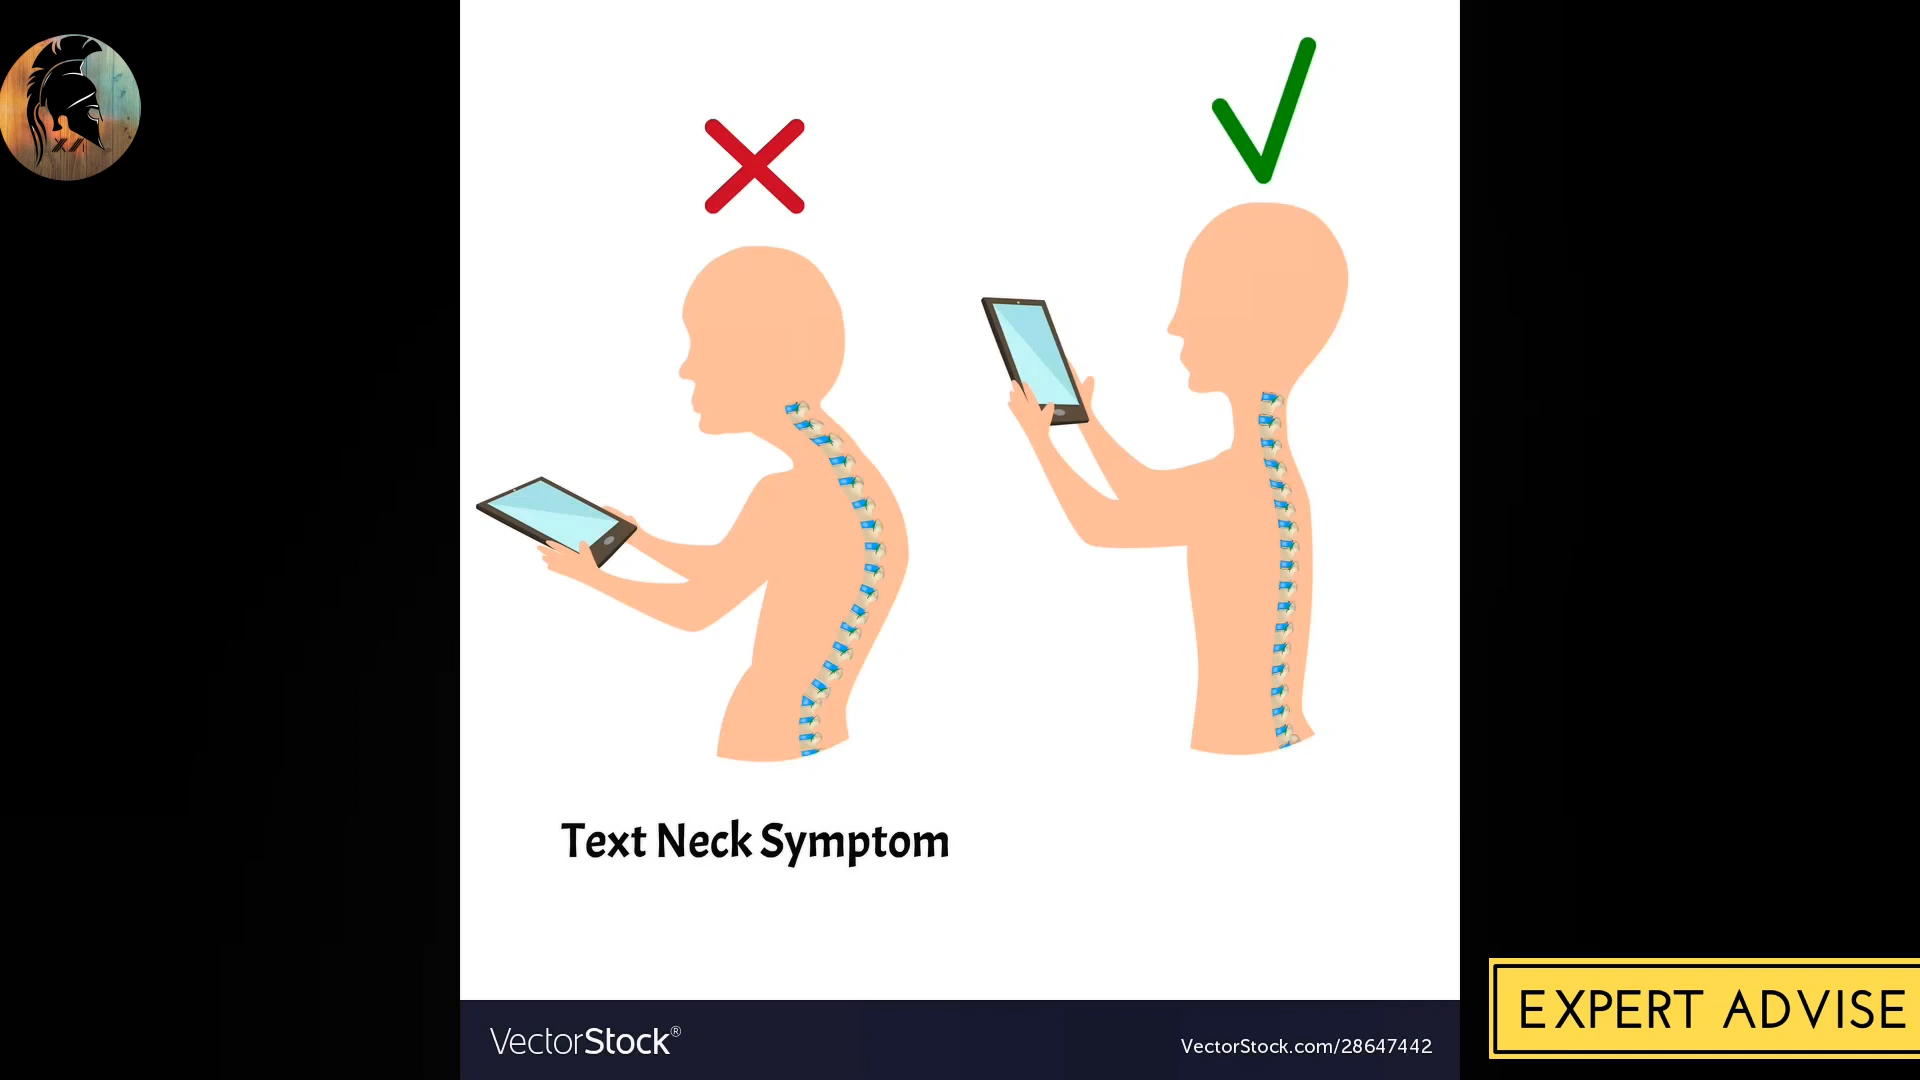 Text Neck Symptom
EXPERT ADVISE
VectorStock®
VectorStock.com/28647442